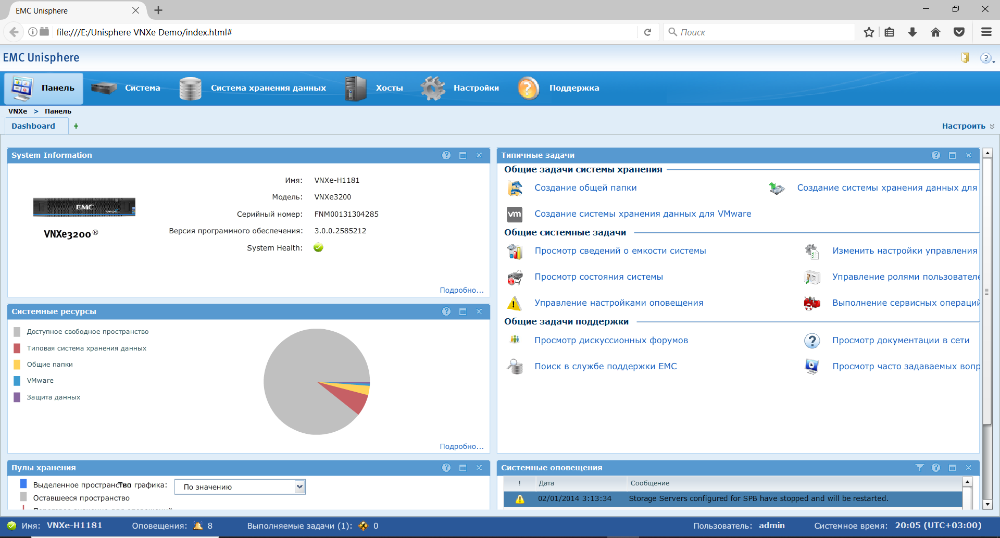 EMC Unisphere
file:///E:/Unisphere VNXe Demo/index.html#
Поиск
EMC Unisphere
Панель
Система
Система хранения данных
Хосты
Настройки
Поддержка
VNXe > Панель
Dashboard +
Настроить
System Information
Имя: VNXe-H1181
Модель: VNXe3200
Серийный номер: FNM00131304285
Версия программного обеспечения: 3.0.0.2585212
System Health:
EMC²
VNXe3200®
Подробно...
Типичные задачи
Общие задачи системы хранения
Создание общей папки
Создание системы хранения данных для
vm
Создание системы хранения данных для VMware
Общие системные задачи
Просмотр сведений о емкости системы
Изменить настройки управления
Просмотр состояния системы
Управление ролями пользователе
Управление настройками оповещения
Выполнение сервисных операций
Общие задачи поддержки
Просмотр дискуссионных форумов
Просмотр документации в сети
Поиск в службе поддержки EMC
Просмотр часто задаваемых вопр
Системные ресурсы
Доступное свободное пространство
Типовая система хранения данных
Общие папки
VMware
Защита данных
Подробно...
Пулы хранения
Выделенное пространство
Тип графика: По значению
Оставшееся пространство
Системные оповещения
! Дата Сообщение
02/01/2014 3:13:34 Storage Servers configured for SPB have stopped and will be restarted.
Имя: VNXe-H1181
Оповещения: 8
Выполняемые задачи (1): 0
Пользователь: admin
Системное время: 20:05 (UTC+03:00)